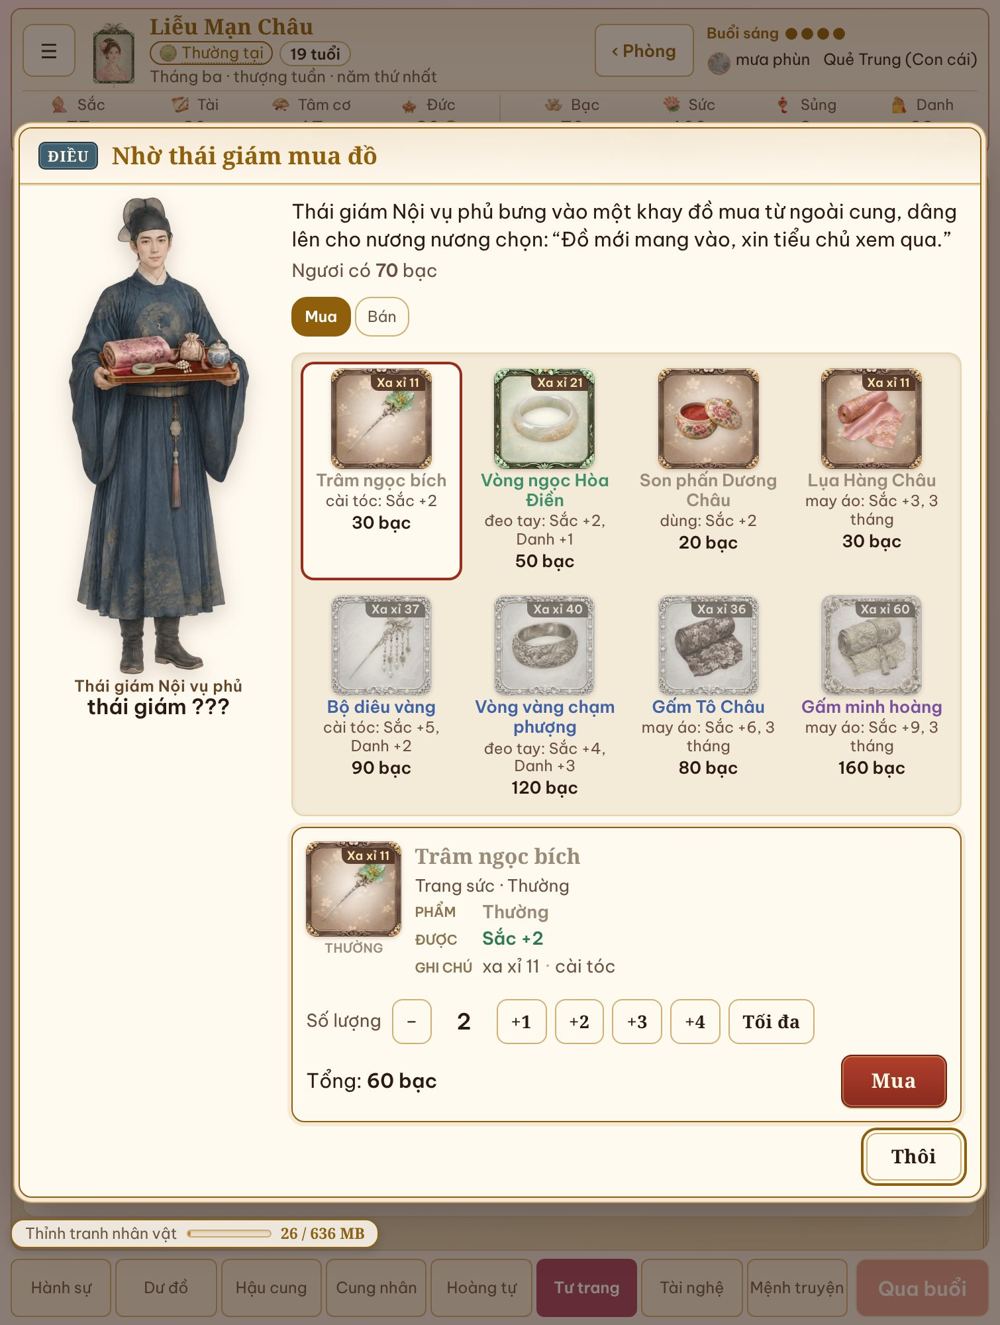 ☰
Liễu Mạn Châu
Thường tại
19 tuổi
Tháng ba · thượng tuần · năm thứ nhất
‹ Phòng
Buổi sáng
mưa phùn
Quẻ Trung (Con cái)
Sắc
Tài
Tâm cơ
Đức
Bạc
Sức
Sủng
Danh
ĐIỀU
Nhờ thái giám mua đồ
Thái giám Nội vụ phủ bưng vào một khay đồ mua từ ngoài cung, dâng
lên cho nương nương chọn: “Đồ mới mang vào, xin tiểu chủ xem qua.”
Ngươi có 70 bạc
Mua
Bán
Thái giám Nội vụ phủ
thái giám ???
Xa xỉ 11
Trâm ngọc bích
cài tóc: Sắc +2
30 bạc
Xa xỉ 21
Vòng ngọc Hòa
Điền
đeo tay: Sắc +2,
Danh +1
50 bạc
Son phấn Dương
Châu
dùng: Sắc +2
20 bạc
Xa xỉ 11
Lụa Hàng Châu
may áo: Sắc +3, 3
tháng
30 bạc
Xa xỉ 37
Bộ diêu vàng
cài tóc: Sắc +5,
Danh +2
90 bạc
Xa xỉ 40
Vòng vàng chạm
phượng
đeo tay: Sắc +4,
Danh +3
120 bạc
Xa xỉ 36
Gấm Tô Châu
may áo: Sắc +6, 3
tháng
80 bạc
Xa xỉ 60
Gấm minh hoàng
may áo: Sắc +9, 3
tháng
160 bạc
Xa xỉ 11
THƯỜNG
Trâm ngọc bích
Trang sức · Thường
PHẨM Thường
ĐƯỢC Sắc +2
GHI CHÚ xa xỉ 11 · cài tóc
Số lượng − 2 +1 +2 +3 +4 Tối đa
Tổng: 60 bạc
Mua
Thôi
Thỉnh tranh nhân vật 26 / 636 MB
Hành sự
Dư đồ
Hậu cung
Cung nhân
Hoàng tự
Tư trang
Tài nghệ
Mệnh truyện
Qua buổi